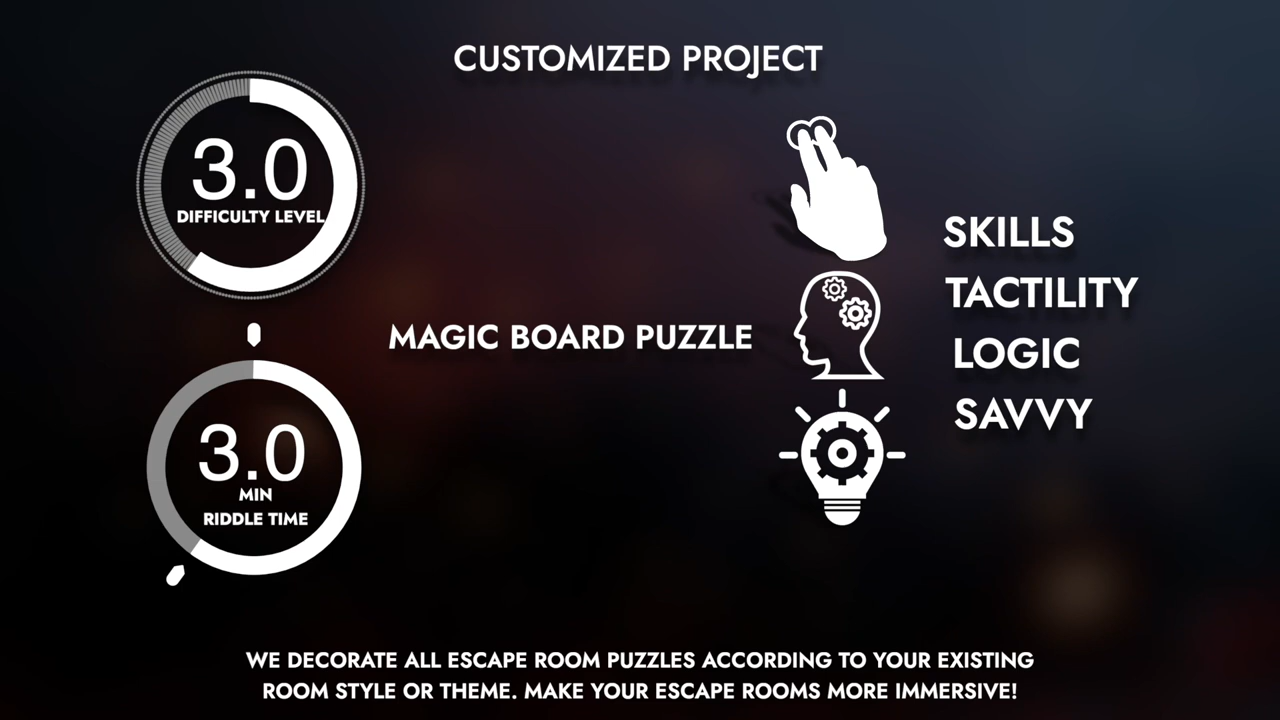 CUSTOMIZED PROJECT
3.0
DIFFICULTY LEVEL
3.0
MIN
RIDDLE TIME
MAGIC BOARD PUZZLE
SKILLS
TACTILITY
LOGIC
SAVVY
WE DECORATE ALL ESCAPE ROOM PUZZLES ACCORDING TO YOUR EXISTING
ROOM STYLE OR THEME. MAKE YOUR ESCAPE ROOMS MORE IMMERSIVE!